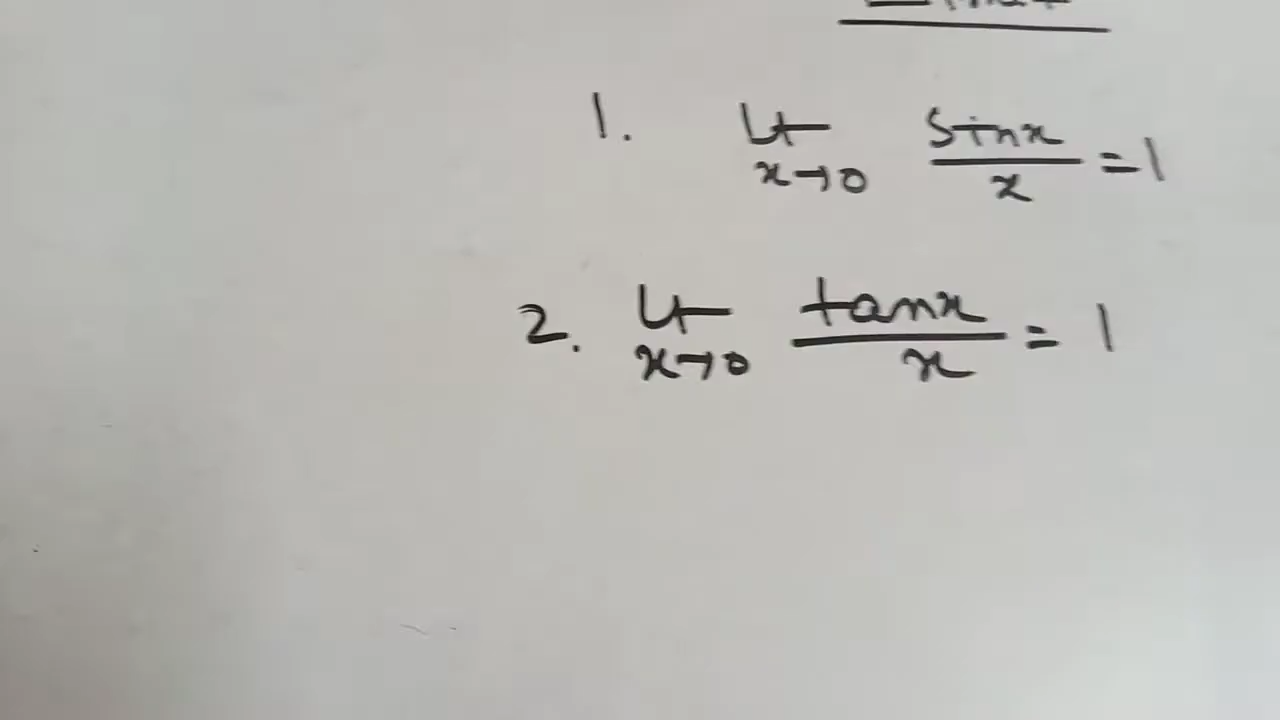 1. Lt x→0 sinx/x = 1
2. Lt x→0 tanx/x = 1